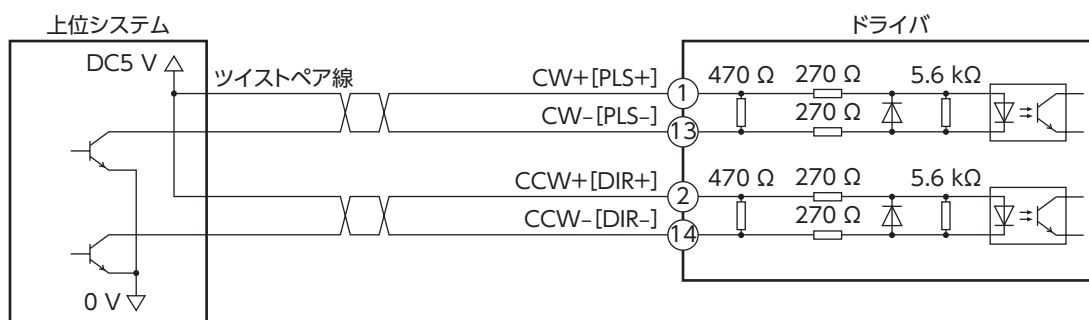 上位システム
ドライバ
DC5 V
ツイストペア線
CW+[PLS+]
1
470 Ω
270 Ω
5.6 kΩ
CW-[PLS-]
13
270 Ω
CCW+[DIR+]
2
470 Ω
270 Ω
5.6 kΩ
CCW-[DIR-]
14
270 Ω
0 V